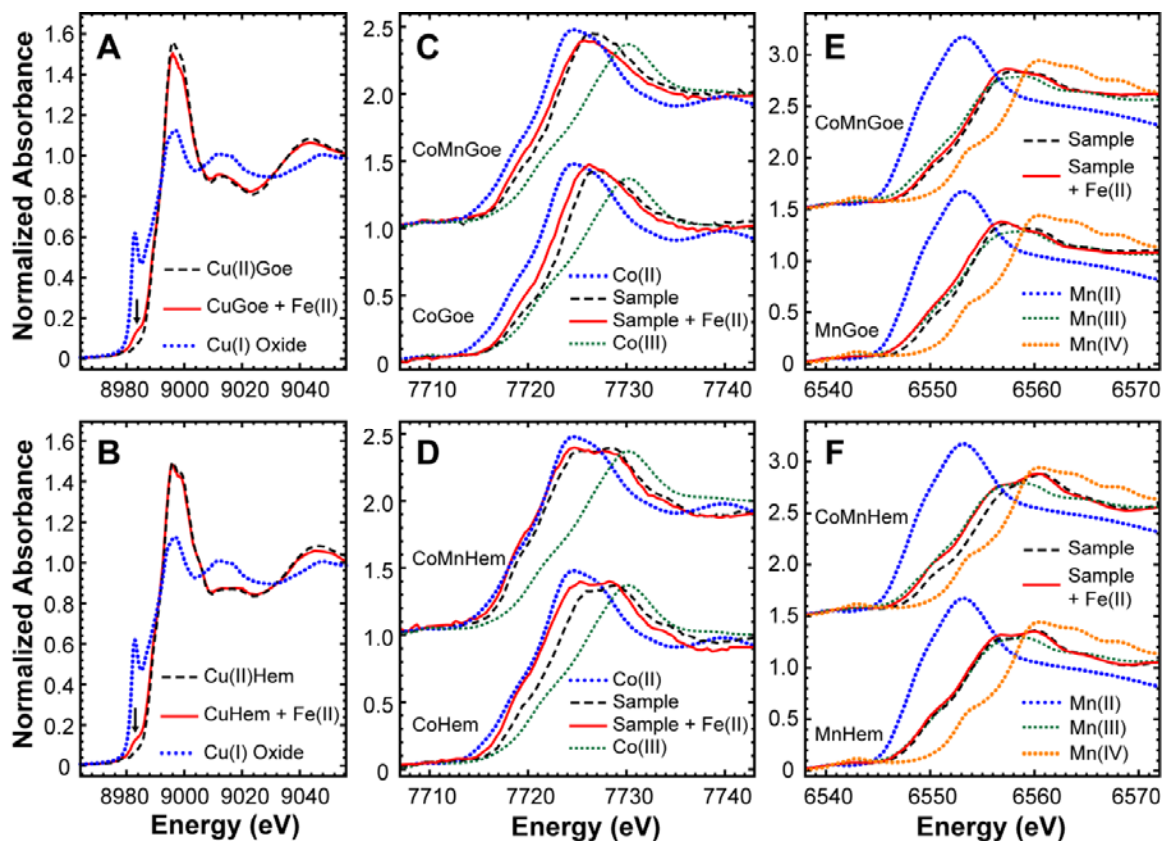 Normalized Absorbance
A
1.6
1.4
1.2
1.0
0.8
0.6
0.4
0.2
0
Cu(II)Goe
CuGoe + Fe(II)
Cu(I) Oxide
8980 9000 9020 9040
C
2.5
2.0
1.5
1.0
0.5
0
CoMnGoe
CoGoe
Co(II)
Sample
Sample + Fe(II)
Co(III)
7710 7720 7730 7740
E
3.0
2.5
2.0
1.5
1.0
0.5
0
CoMnGoe
Sample
Sample
+ Fe(II)
MnGoe
Mn(II)
Mn(III)
Mn(IV)
6540 6550 6560 6570
Normalized Absorbance
B
1.6
1.4
1.2
1.0
0.8
0.6
0.4
0.2
0
Cu(II)Hem
CuHem + Fe(II)
Cu(I) Oxide
8980 9000 9020 9040
Energy (eV)
D
2.5
2.0
1.5
1.0
0.5
0
CoMnHem
CoHem
Co(II)
Sample
Sample + Fe(II)
Co(III)
7710 7720 7730 7740
Energy (eV)
F
3.0
2.5
2.0
1.5
1.0
0.5
0
CoMnHem
Sample
Sample
+ Fe(II)
MnHem
Mn(II)
Mn(III)
Mn(IV)
6540 6550 6560 6570
Energy (eV)